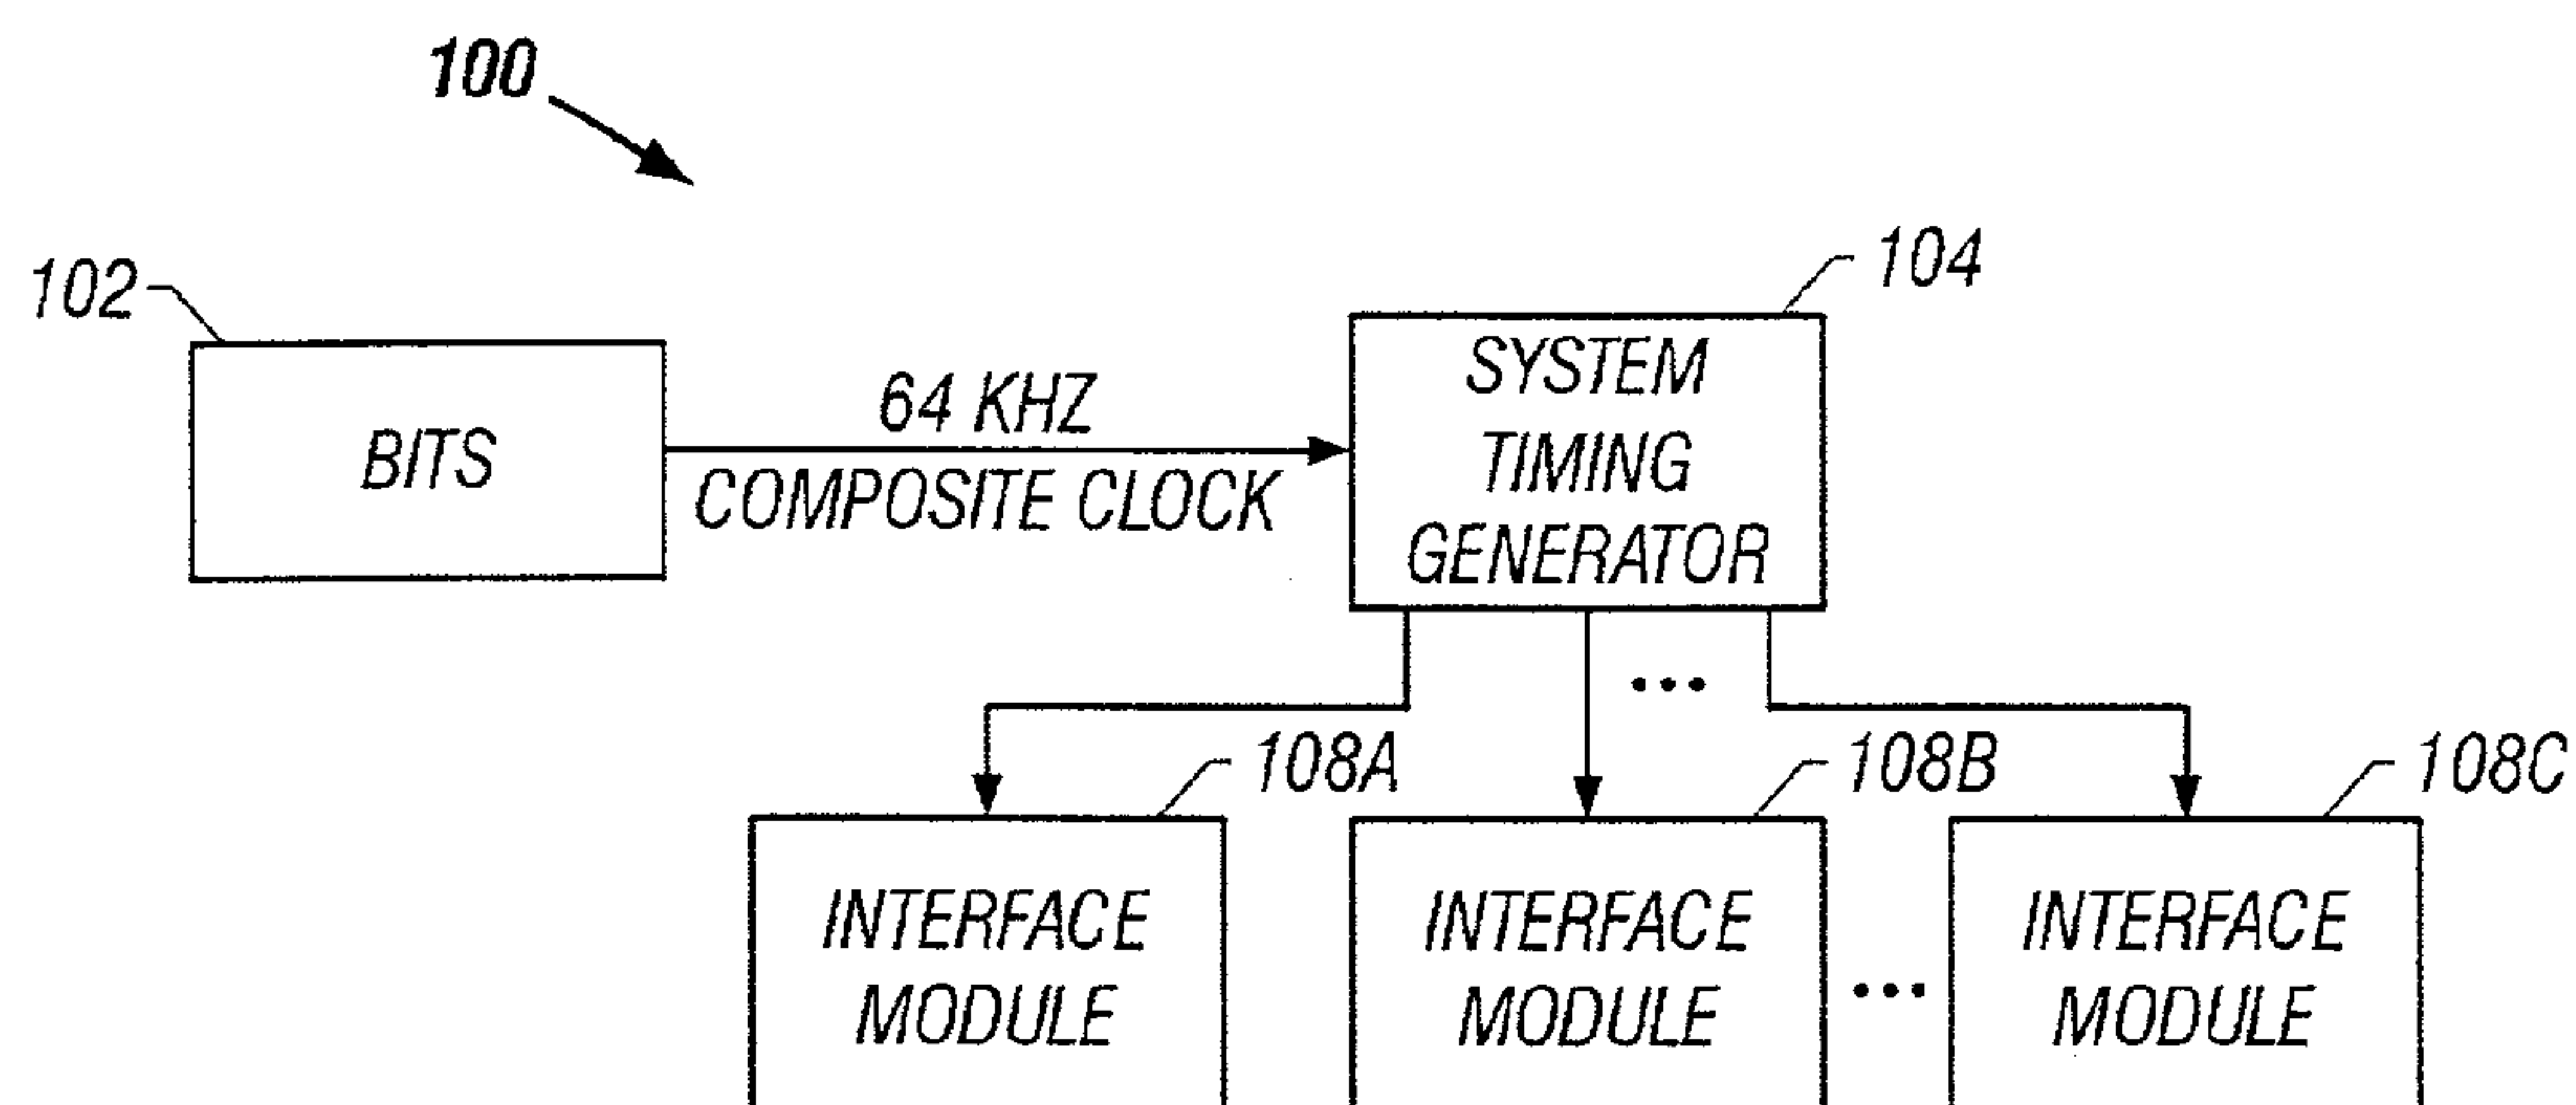 100
102
104
BITS
64 KHZ
COMPOSITE CLOCK
SYSTEM
TIMING
GENERATOR
...
108A
108B
108C
INTERFACE
MODULE
INTERFACE
MODULE
...
INTERFACE
MODULE